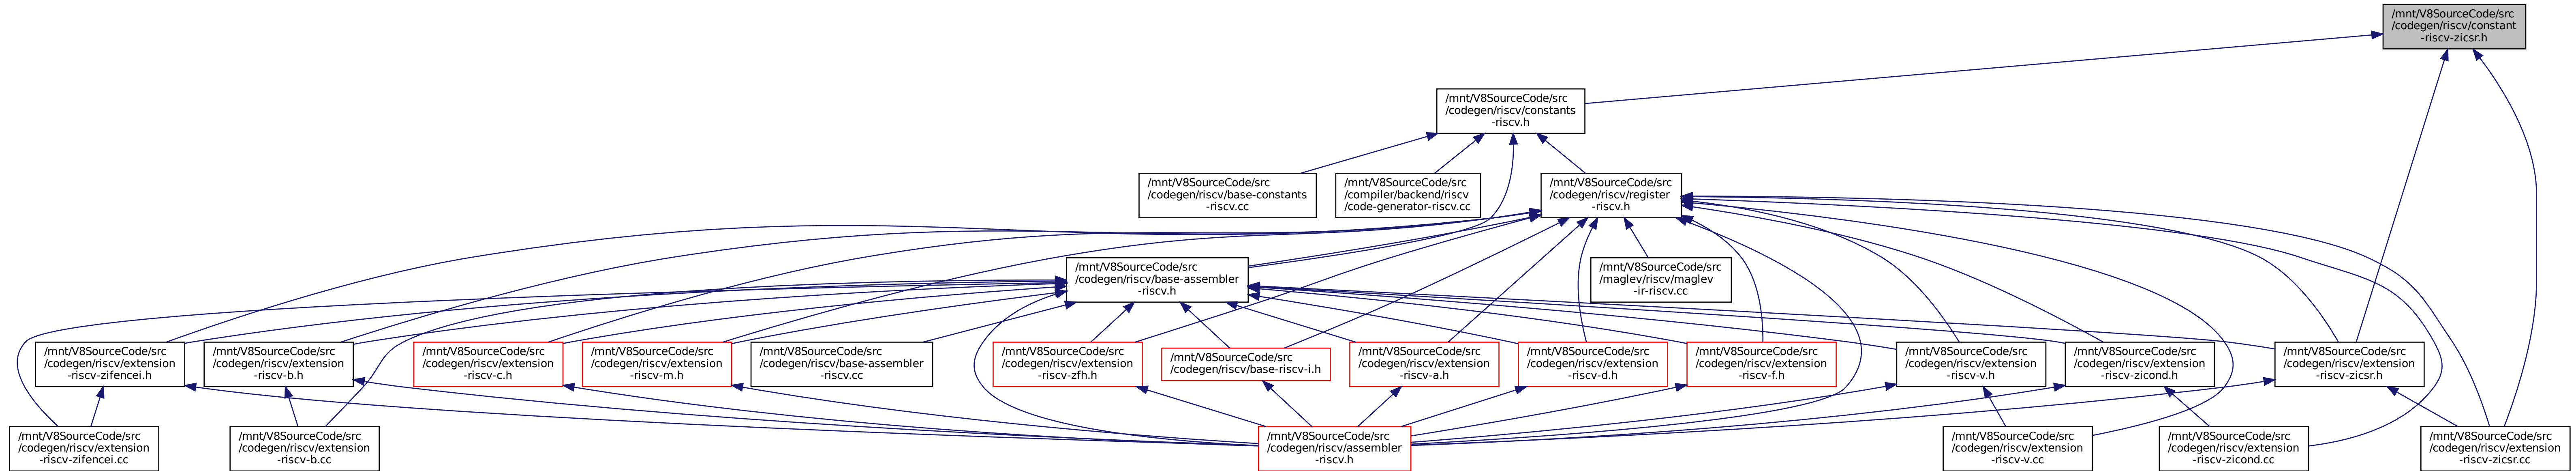 /mnt/V8SourceCode/src
/codegen/riscv/constant
-riscv-zicsr.h
/mnt/V8SourceCode/src
/codegen/riscv/constants
-riscv.h
/mnt/V8SourceCode/src
/codegen/riscv/base-constants
-riscv.cc
/mnt/V8SourceCode/src
/compiler/backend/riscv
/code-generator-riscv.cc
/mnt/V8SourceCode/src
/codegen/riscv/register
-riscv.h
/mnt/V8SourceCode/src
/codegen/riscv/base-assembler
-riscv.h
/mnt/V8SourceCode/src
/maglev/riscv/maglev
-ir-riscv.cc
/mnt/V8SourceCode/src
/codegen/riscv/extension
-riscv-zifencei.h
/mnt/V8SourceCode/src
/codegen/riscv/extension
-riscv-b.h
/mnt/V8SourceCode/src
/codegen/riscv/extension
-riscv-c.h
/mnt/V8SourceCode/src
/codegen/riscv/extension
-riscv-m.h
/mnt/V8SourceCode/src
/codegen/riscv/base-assembler
-riscv.cc
/mnt/V8SourceCode/src
/codegen/riscv/extension
-riscv-zfh.h
/mnt/V8SourceCode/src
/codegen/riscv/base-riscv-i.h
/mnt/V8SourceCode/src
/codegen/riscv/extension
-riscv-a.h
/mnt/V8SourceCode/src
/codegen/riscv/extension
-riscv-d.h
/mnt/V8SourceCode/src
/codegen/riscv/extension
-riscv-f.h
/mnt/V8SourceCode/src
/codegen/riscv/extension
-riscv-v.h
/mnt/V8SourceCode/src
/codegen/riscv/extension
-riscv-zicond.h
/mnt/V8SourceCode/src
/codegen/riscv/extension
-riscv-zicsr.h
/mnt/V8SourceCode/src
/codegen/riscv/extension
-riscv-zifencei.cc
/mnt/V8SourceCode/src
/codegen/riscv/extension
-riscv-b.cc
/mnt/V8SourceCode/src
/codegen/riscv/assembler
-riscv.h
/mnt/V8SourceCode/src
/codegen/riscv/extension
-riscv-v.cc
/mnt/V8SourceCode/src
/codegen/riscv/extension
-riscv-zicond.cc
/mnt/V8SourceCode/src
/codegen/riscv/extension
-riscv-zicsr.cc